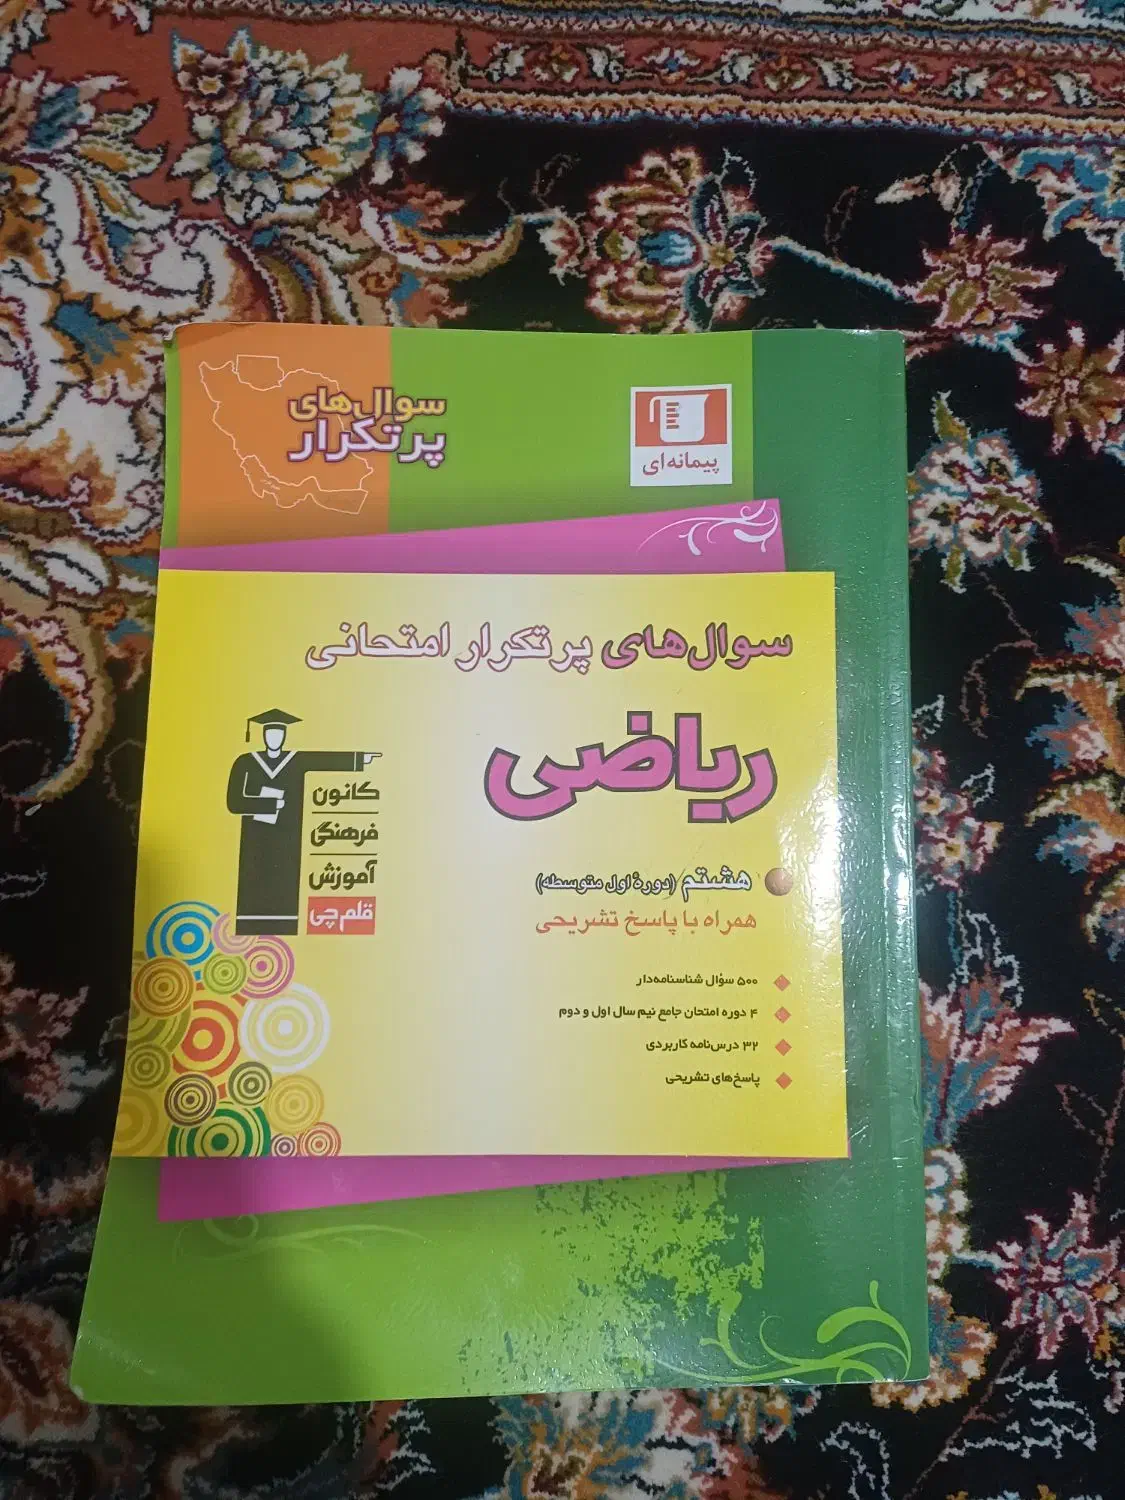 سوال‌های
پرتکرار
پیمانه‌ای
سوال‌های پرتکرار امتحانی
ریاضی
کانون
فرهنگی
آموزش
قلم‌چی
هشتم (دورهٔ اول متوسطه)
همراه با پاسخ تشریحی
۵۰۰ سؤال شناسنامه‌دار
۴ دوره امتحان جامع نیم سال اول و دوم
۳۲ درس‌نامه کاربردی
پاسخ‌های تشریحی